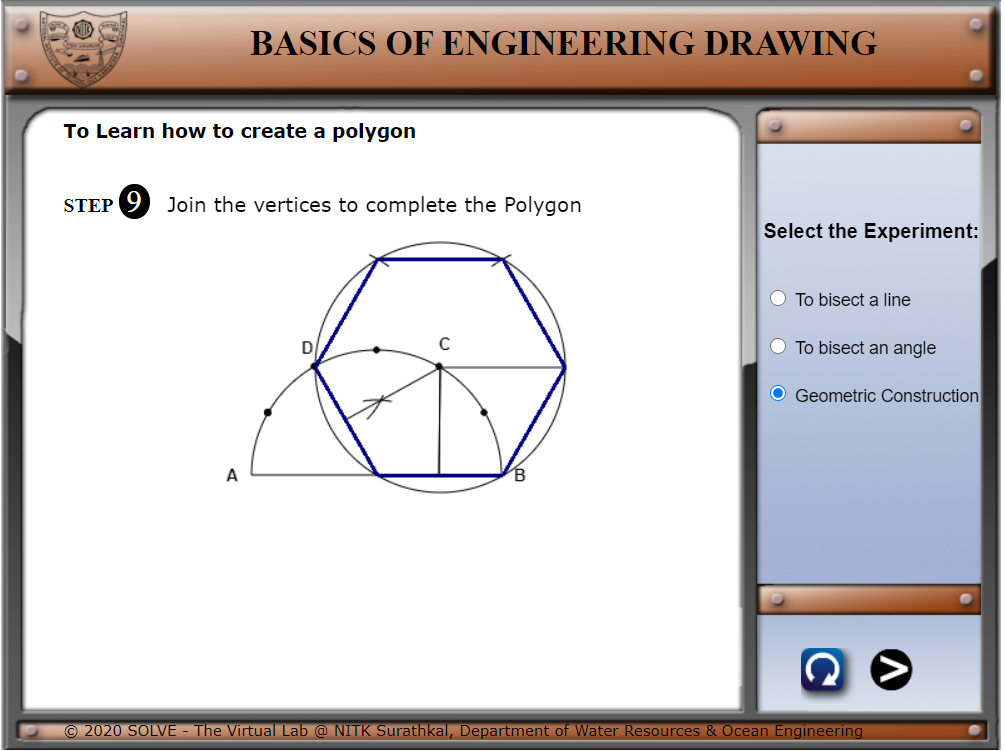 BASICS OF ENGINEERING DRAWING
To Learn how to create a polygon
STEP 9 Join the vertices to complete the Polygon
D
C
A
B
Select the Experiment:
To bisect a line
To bisect an angle
Geometric Construction
© 2020 SOLVE - The Virtual Lab @ NITK Surathkal, Department of Water Resources & Ocean Engineering